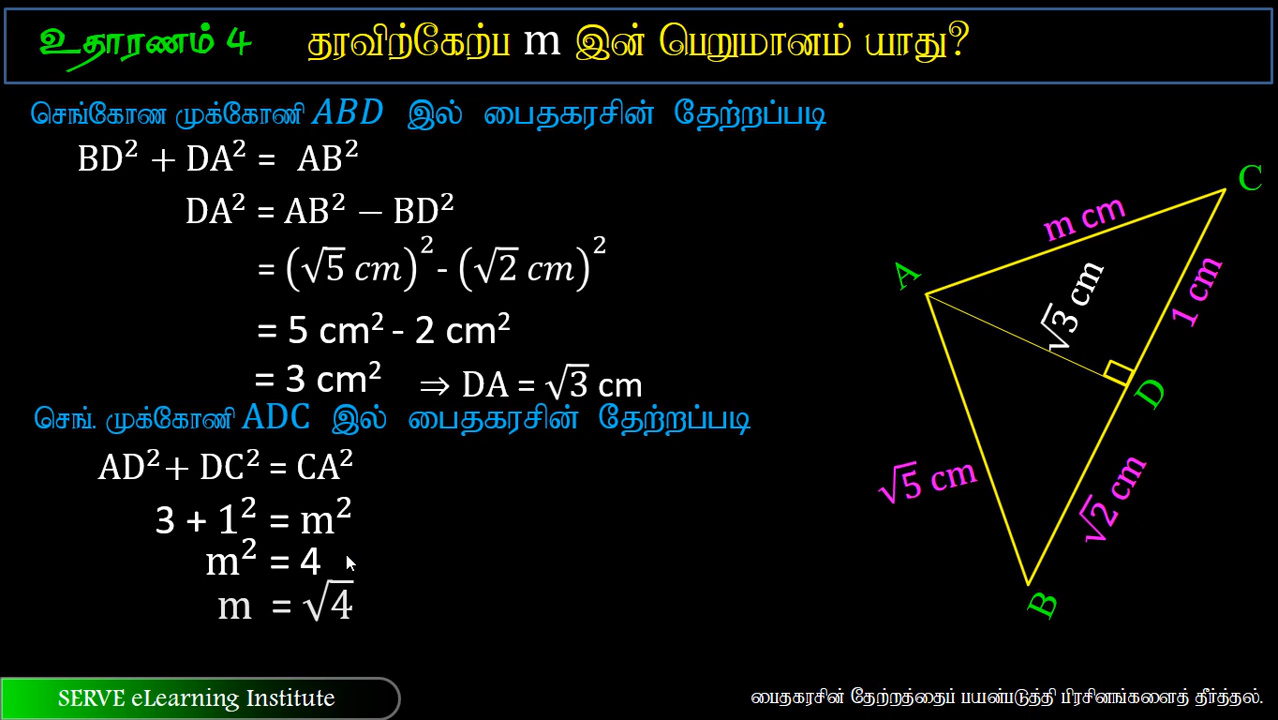 உதாரணம் 4 தரவிற்கேற்ப m இன் பெறுமானம் யாது?
செங்கோண முக்கோணி ABD இல் பைதகரசின் தேற்றப்படி
BD² + DA² = AB²
DA² = AB² − BD²
= (√5 cm)² - (√2 cm)²
= 5 cm² - 2 cm²
= 3 cm² ⇒ DA = √3 cm
செங். முக்கோணி ADC இல் பைதகரசின் தேற்றப்படி
AD² + DC² = CA²
3 + 1² = m²
m² = 4
m = √4
C
m cm
A
√3 cm
1 cm
D
√5 cm
√2 cm
B
SERVE eLearning Institute
பைதகரசின் தேற்றத்தைப் பயன்படுத்தி பிரசினங்களைத் தீர்த்தல்.